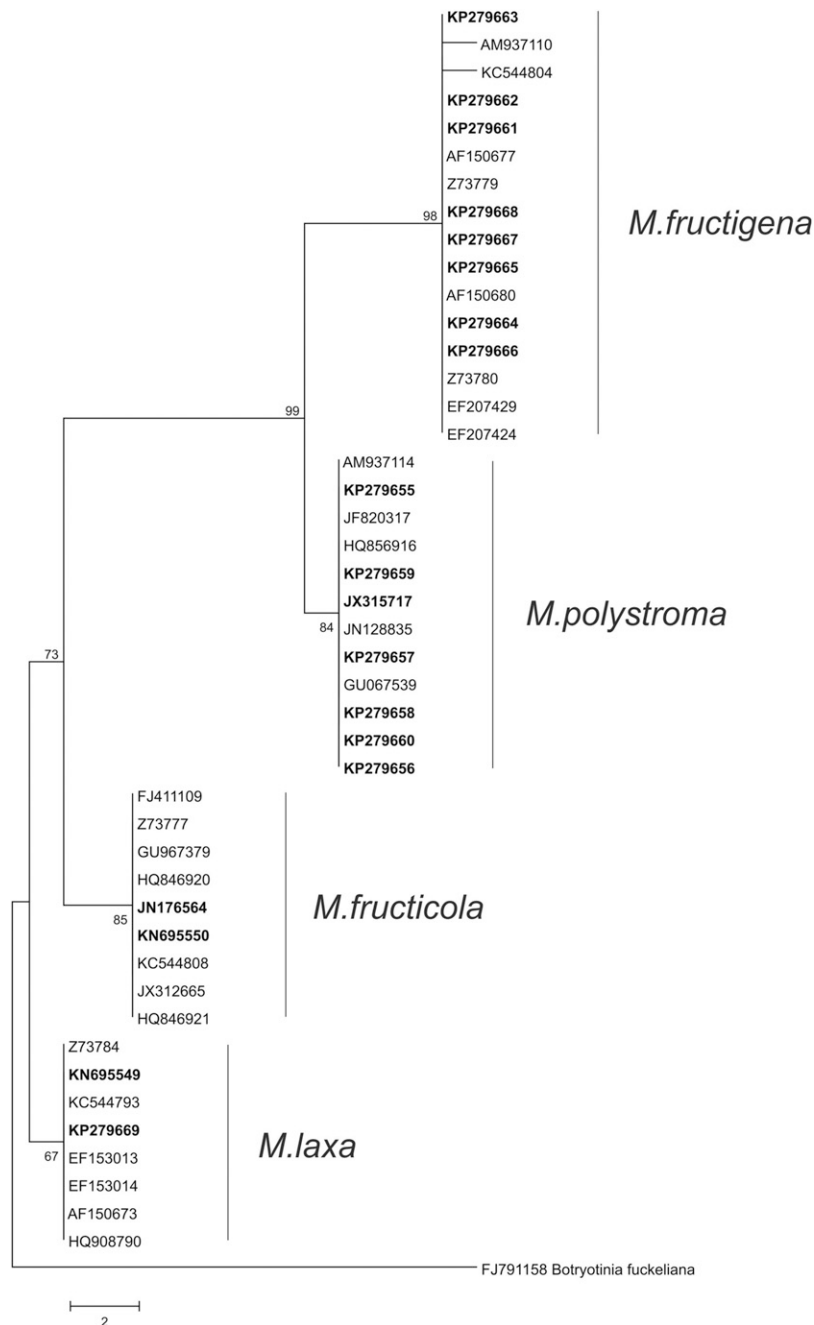 KP279663
AM937110
KC544804
KP279662
KP279661
AF150677
Z73779
98
KP279668
M.fructigena
KP279667
KP279665
AF150680
KP279664
KP279666
Z73780
EF207429
99
EF207424
AM937114
KP279655
JF820317
HQ856916
KP279659
JX315717
M.polystroma
84
JN128835
KP279657
73
GU067539
KP279658
KP279660
KP279656
FJ411109
Z73777
GU967379
HQ846920
JN176564
M.fructicola
85
KN695550
KC544808
JX312665
HQ846921
Z73784
KN695549
KC544793
KP279669
M.laxa
67
EF153013
EF153014
AF150673
HQ908790
FJ791158 Botryotinia fuckeliana
2